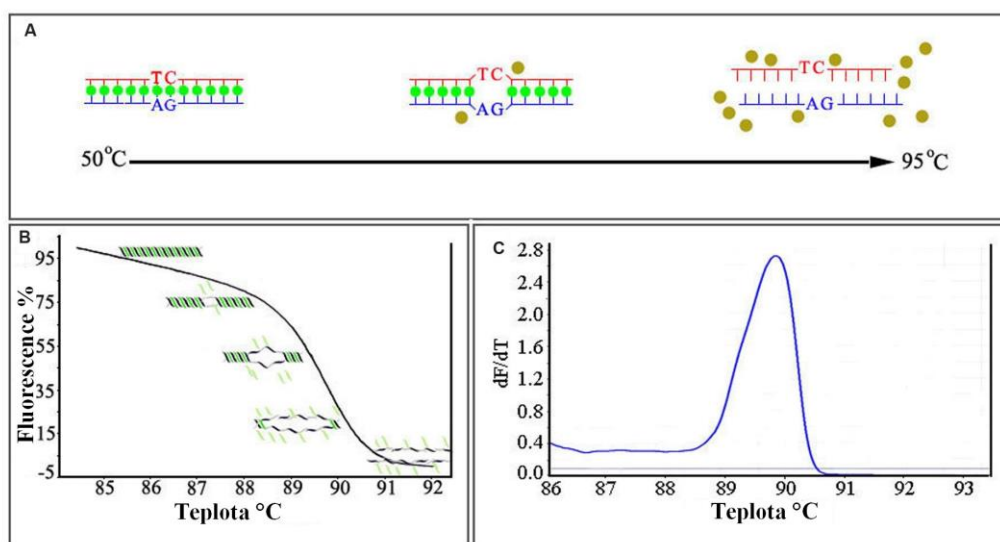 A
TC
AG
TC
AG
TC
AG
50°C
95°C
B
Fluorescence %
95
75
55
35
15
-5
85 86 87 88 89 90 91 92
Teplota °C
C
dF/dT
2.8
2.4
2.0
1.6
1.2
0.8
0.4
0.0
86 87 88 89 90 91 92 93
Teplota °C